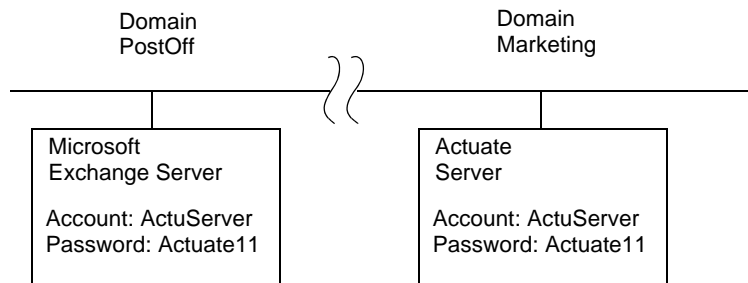 Domain
PostOff
Domain
Marketing
Microsoft
Exchange Server
Account: ActuServer
Password: Actuate11
Actuate
Server
Account: ActuServer
Password: Actuate11